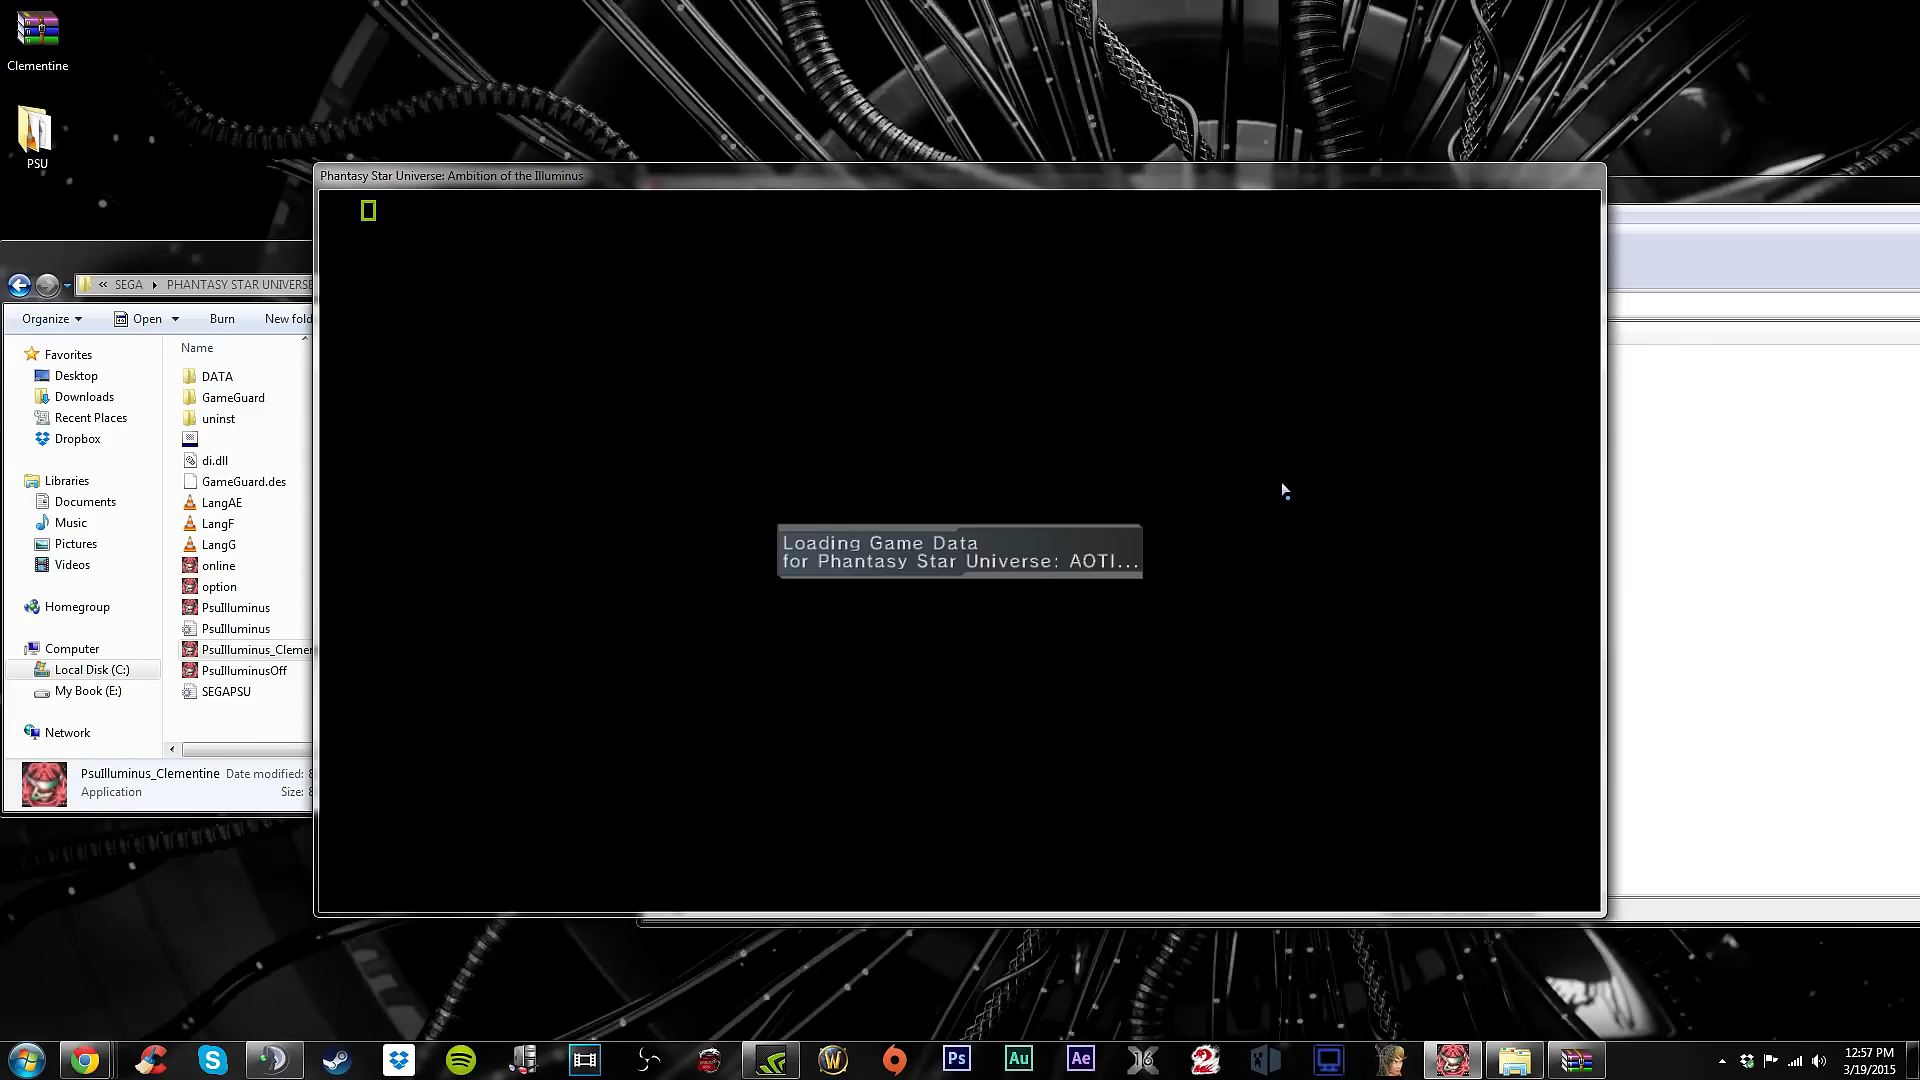 Clementine
PSU
Phantasy Star Universe: Ambition of the Illuminus
« SEGA ▸ PHANTASY STAR UNIVERSE
Organize Open Burn New fold
Name
Favorites
Desktop
Downloads
Recent Places
Dropbox
Libraries
Documents
Music
Pictures
Videos
Homegroup
Computer
Local Disk (C:)
My Book (E:)
Network
DATA
GameGuard
uninst
di.dll
GameGuard.des
LangAE
LangF
LangG
online
option
PsuIlluminus
PsuIlluminus
PsuIlluminus_Clemen
PsuIlluminusOff
SEGAPSU
PsuIlluminus_Clementine Date modified: 8
Application Size: 8
Loading Game Data
for Phantasy Star Universe: AOTI...
Ps
Au
Ae
12:57 PM
3/19/2015